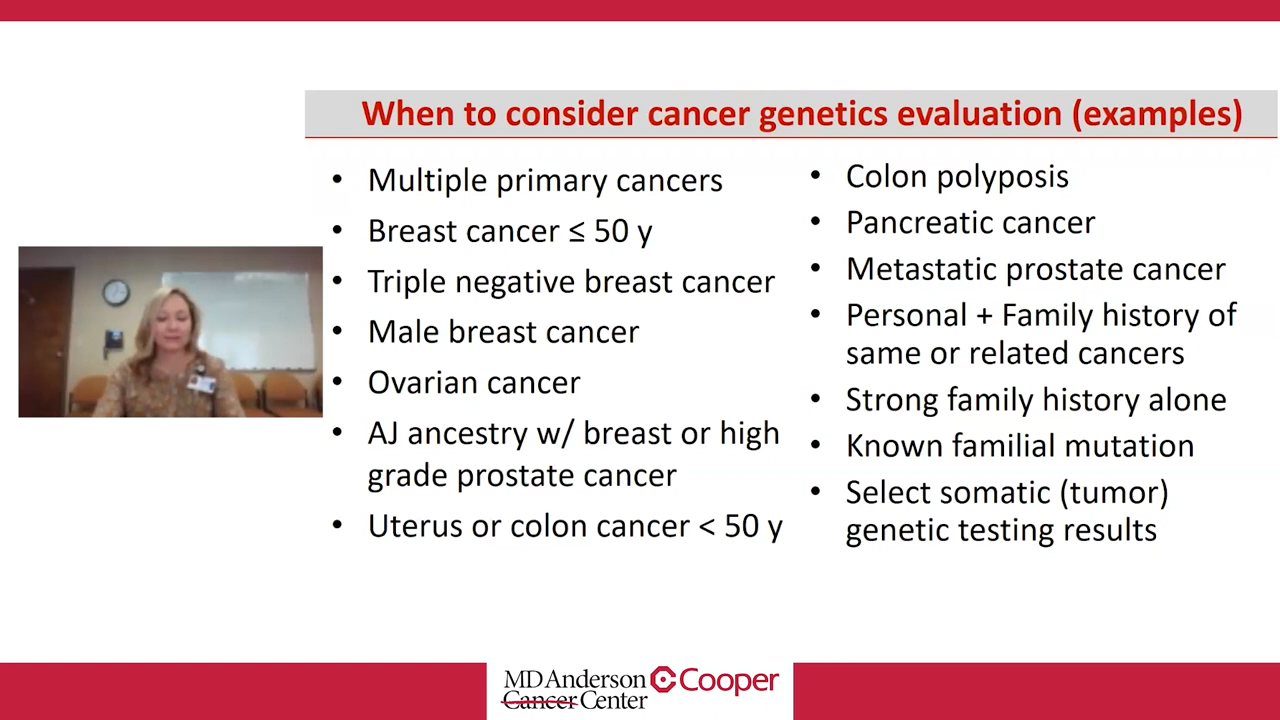 When to consider cancer genetics evaluation (examples)
• Multiple primary cancers
• Breast cancer ≤ 50 y
• Triple negative breast cancer
• Male breast cancer
• Ovarian cancer
• AJ ancestry w/ breast or high
grade prostate cancer
• Uterus or colon cancer < 50 y
• Colon polyposis
• Pancreatic cancer
• Metastatic prostate cancer
• Personal + Family history of
same or related cancers
• Strong family history alone
• Known familial mutation
• Select somatic (tumor)
genetic testing results
MD Anderson
Cancer Center
Cooper